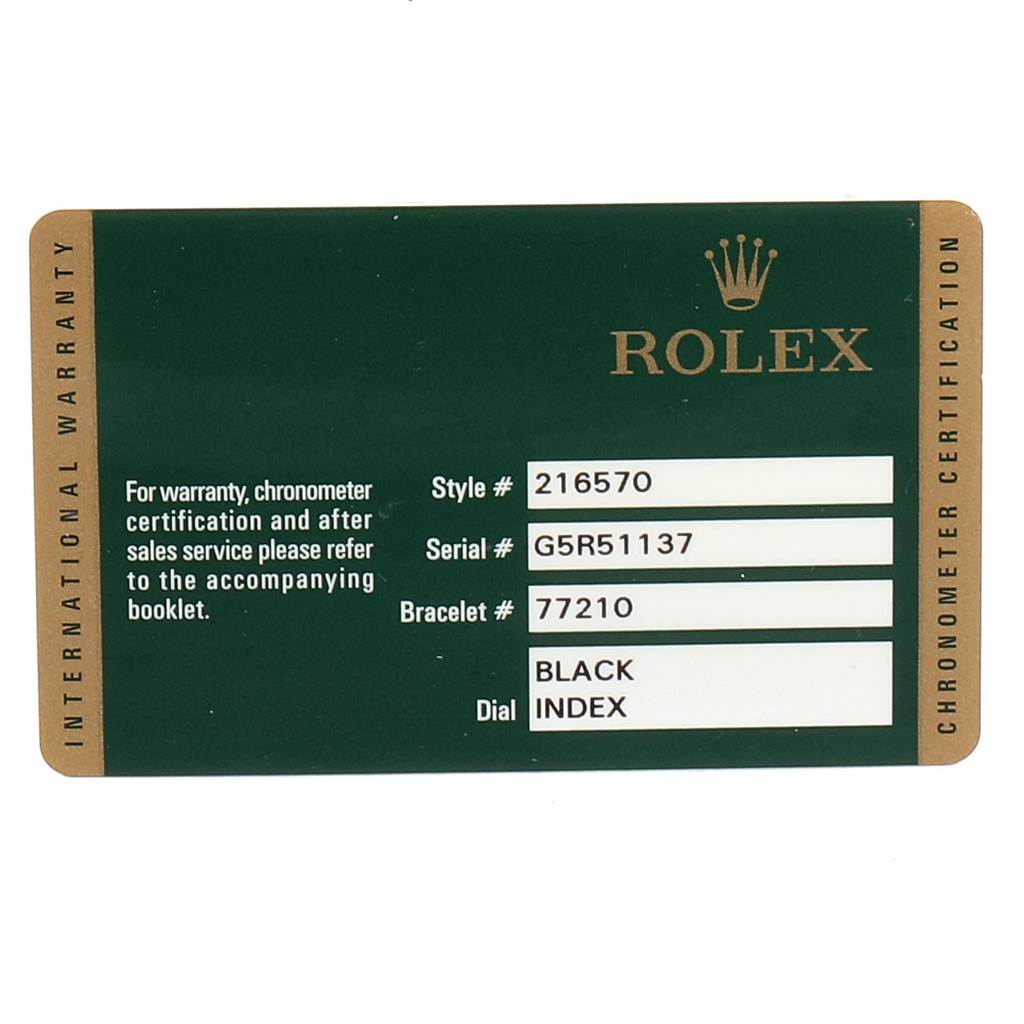 INTERNATIONAL WARRANTY
ROLEX
For warranty, chronometer
certification and after
sales service please refer
to the accompanying
booklet.
Style # 216570
Serial # G5R51137
Bracelet # 77210
Dial BLACK
INDEX
CHRONOMETER CERTIFICATION